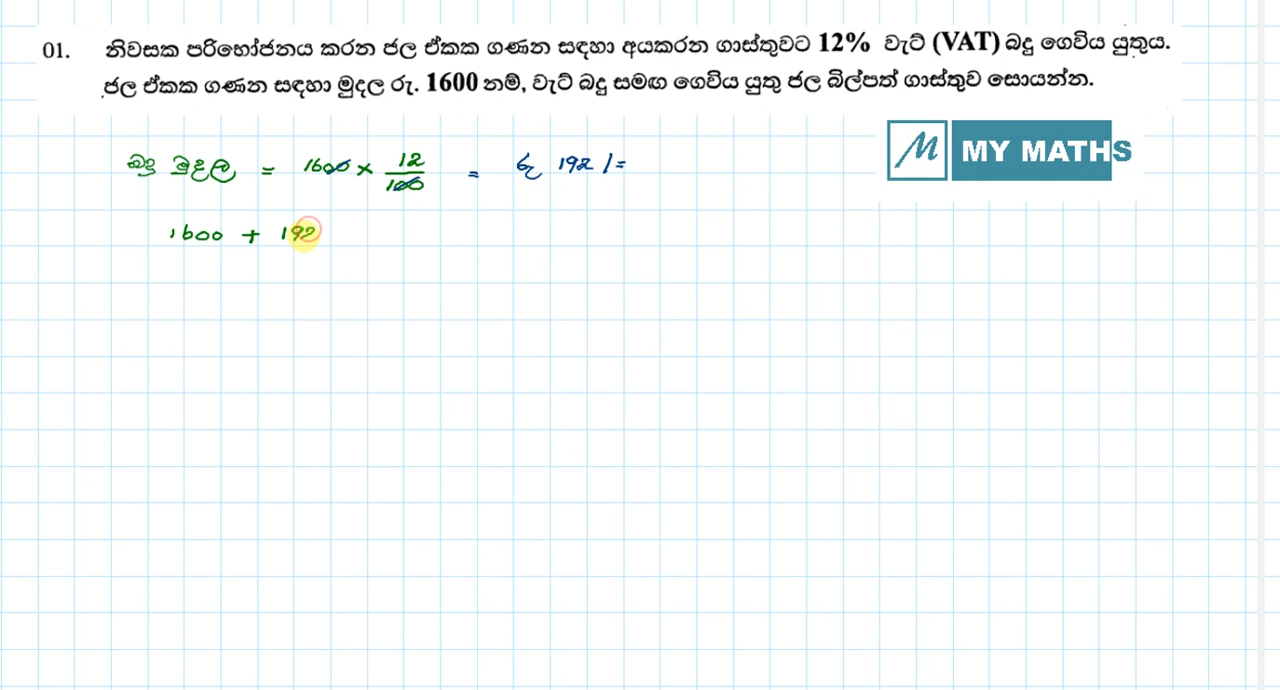 01. නිවසක පරිභෝජනය කරන ජල ඒකක ගණන සඳහා අයකරන ගාස්තුවට 12% වැට් (VAT) බදු ගෙවිය යුතුය.
ජල ඒකක ගණන සඳහා මුදල රු. 1600 නම්, වැට් බදු සමඟ ගෙවිය යුතු ජල බිල්පත් ගාස්තුව සොයන්න.
M MY MATHS
බදු මුදල = 1600 × 12/100 = රු 192/=
1600 + 192